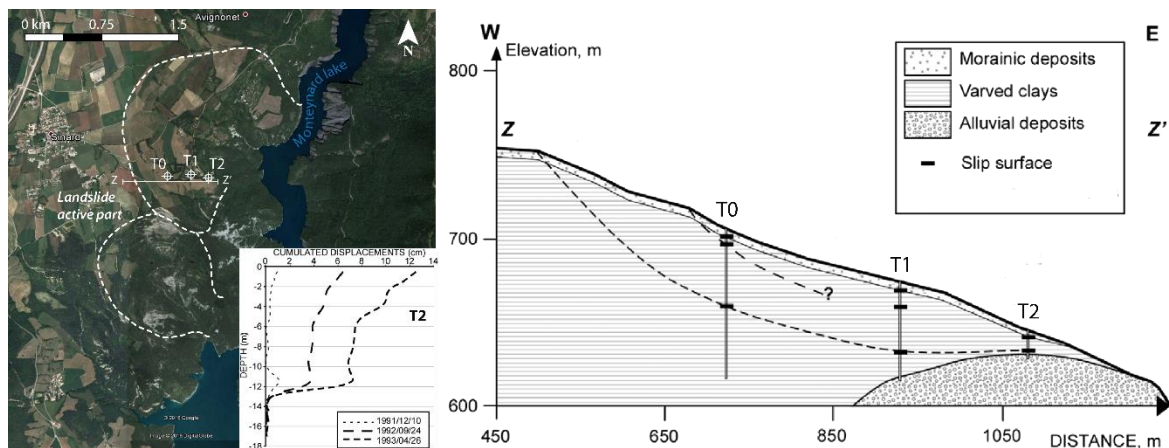 Avignonet
0 km 0.75 1.5
N
Monteynard lake
Sinard
T0 T1 T2
Z Z'
Landslide
active part
CUMULATED DISPLACEMENTS (cm)
0 2 4 6 8 10 12 14
0
-2
-4
-6
-8
-10
-12
-14
-16
-18
DEPTH (m)
T2
1991/12/10
1992/09/24
1993/04/26
W
E
Elevation, m
800
700
600
Z
Z'
Morainic deposits
Varved clays
Alluvial deposits
Slip surface
T0
T1
T2
?
450 650 850 1050
DISTANCE, m